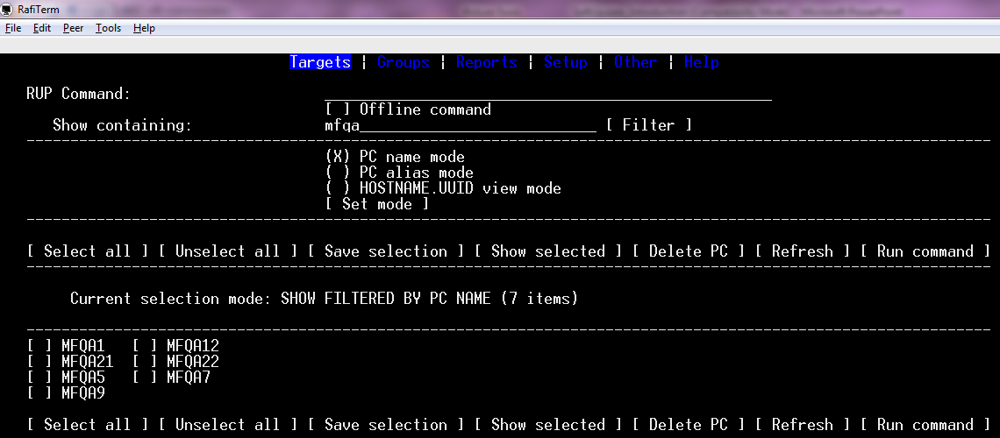 RafiTerm
File Edit Peer Tools Help
Targets | Groups | Reports | Setup | Other | Help
RUP Command: ___________________________________________________
[ ] Offline command
Show containing: mfqa___________________________ [ Filter ]
(X) PC name mode
( ) PC alias mode
( ) HOSTNAME.UUID view mode
[ Set mode ]
[ Select all ] [ Unselect all ] [ Save selection ] [ Show selected ] [ Delete PC ] [ Refresh ] [ Run command ]
Current selection mode: SHOW FILTERED BY PC NAME (7 items)
[ ] MFQA1 [ ] MFQA12
[ ] MFQA21 [ ] MFQA22
[ ] MFQA5 [ ] MFQA7
[ ] MFQA9
[ Select all ] [ Unselect all ] [ Save selection ] [ Show selected ] [ Delete PC ] [ Refresh ] [ Run command ]